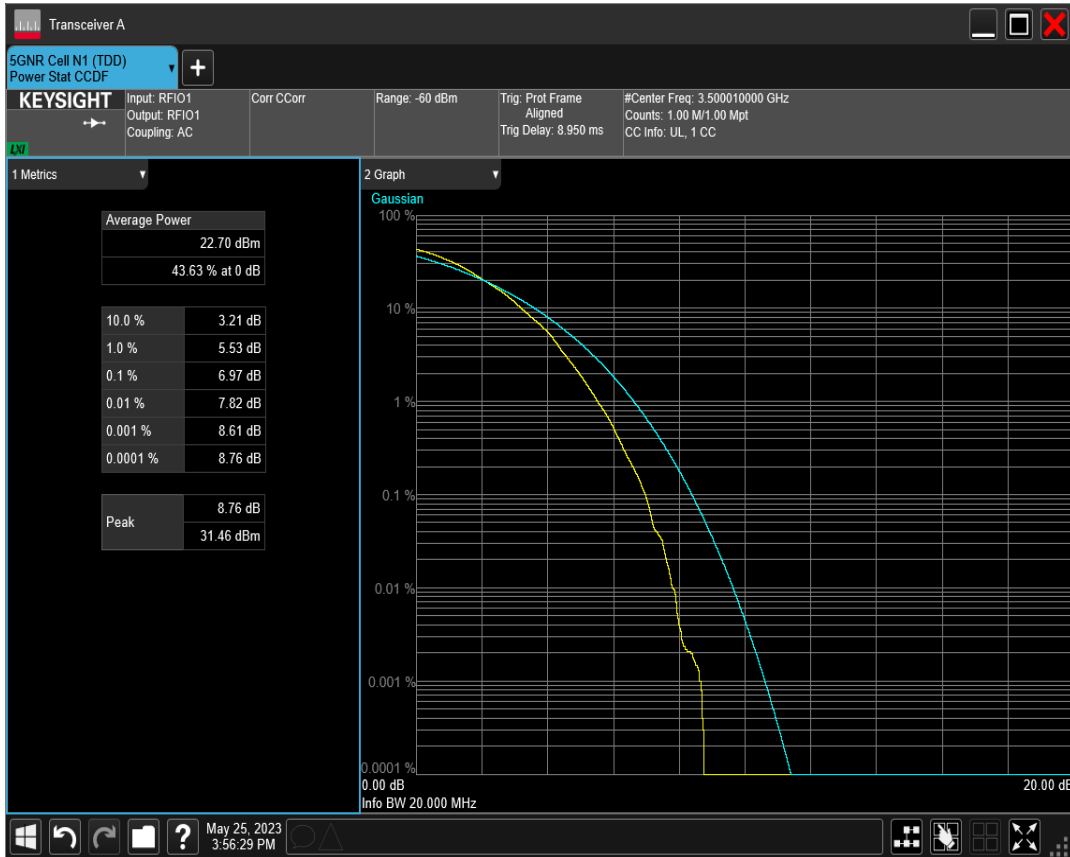 Transceiver A
5GNR Cell N1 (TDD)
Power Stat CCDF
KEYSIGHT
LXI
Input: RFIO1
Output: RFIO1
Coupling: AC
Corr CCorr
Range: -60 dBm
Trig: Prot Frame
Aligned
Trig Delay: 8.950 ms
#Center Freq: 3.500010000 GHz
Counts: 1.00 M/1.00 Mpt
CC Info: UL, 1 CC
1 Metrics
Average Power
22.70 dBm
43.63 % at 0 dB
10.0 % 3.21 dB
1.0 % 5.53 dB
0.1 % 6.97 dB
0.01 % 7.82 dB
0.001 % 8.61 dB
0.0001 % 8.76 dB
Peak
8.76 dB
31.46 dBm
2 Graph
Gaussian
100 %
10 %
1 %
0.1 %
0.01 %
0.001 %
0.0001 %
0.00 dB 20.00 dB
Info BW 20.000 MHz
May 25, 2023
3:56:29 PM